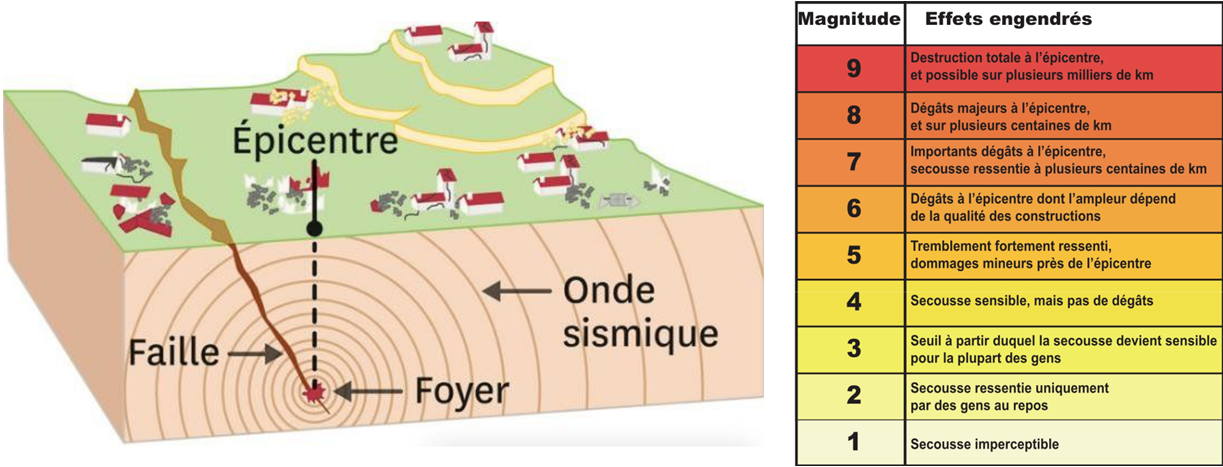 Épicentre
Onde
sismique
Faille
Foyer
Magnitude Effets engendrés
9 Destruction totale à l'épicentre,
et possible sur plusieurs milliers de km
8 Dégâts majeurs à l'épicentre,
et sur plusieurs centaines de km
7 Importants dégâts à l'épicentre,
secousse ressentie à plusieurs centaines de km
6 Dégâts à l'épicentre dont l'ampleur dépend
de la qualité des constructions
5 Tremblement fortement ressenti,
dommages mineurs près de l'épicentre
4 Secousse sensible, mais pas de dégâts
3 Seuil à partir duquel la secousse devient sensible
pour la plupart des gens
2 Secousse ressentie uniquement
par des gens au repos
1 Secousse imperceptible